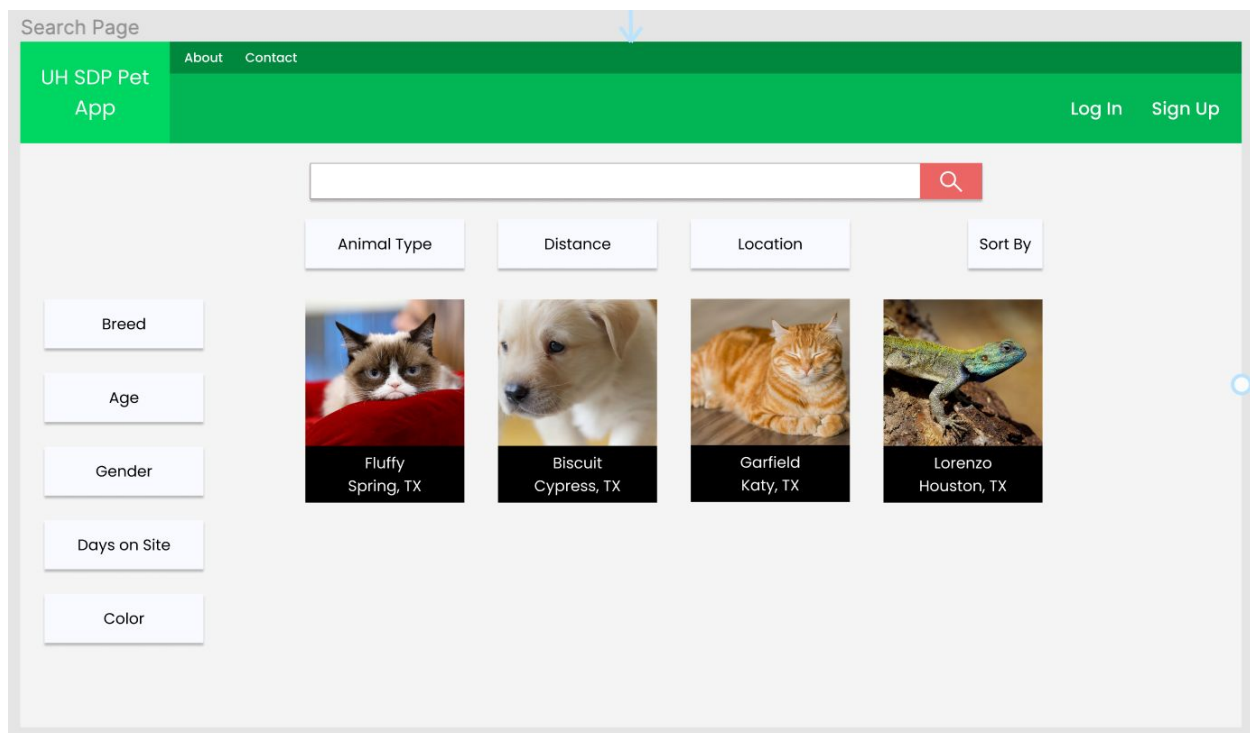 Search Page
UH SDP Pet
App
About Contact
Log In Sign Up
Animal Type Distance Location Sort By
Breed
Age
Gender
Days on Site
Color
Fluffy
Spring, TX
Biscuit
Cypress, TX
Garfield
Katy, TX
Lorenzo
Houston, TX